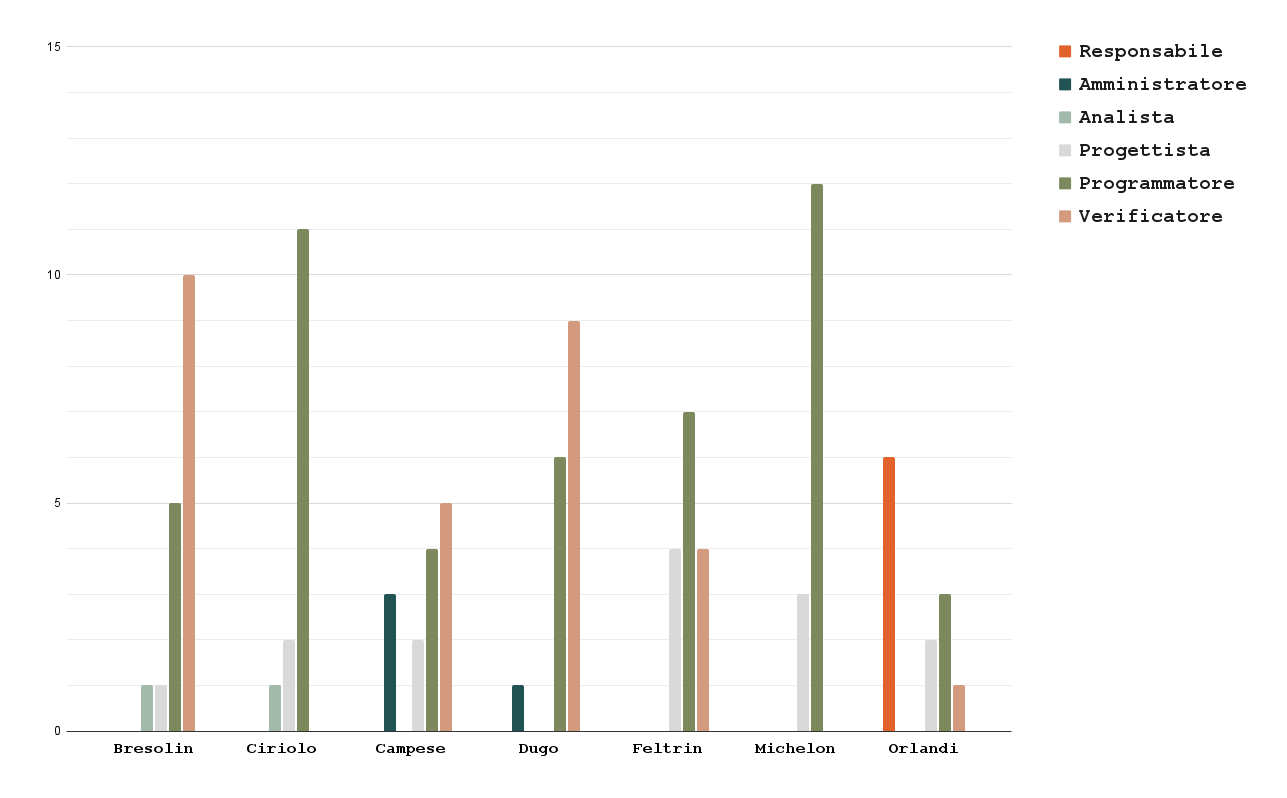 15
10
5
0
Bresolin Ciriolo Campese Dugo Feltrin Michelon Orlandi
Responsabile
Amministratore
Analista
Progettista
Programmatore
Verificatore